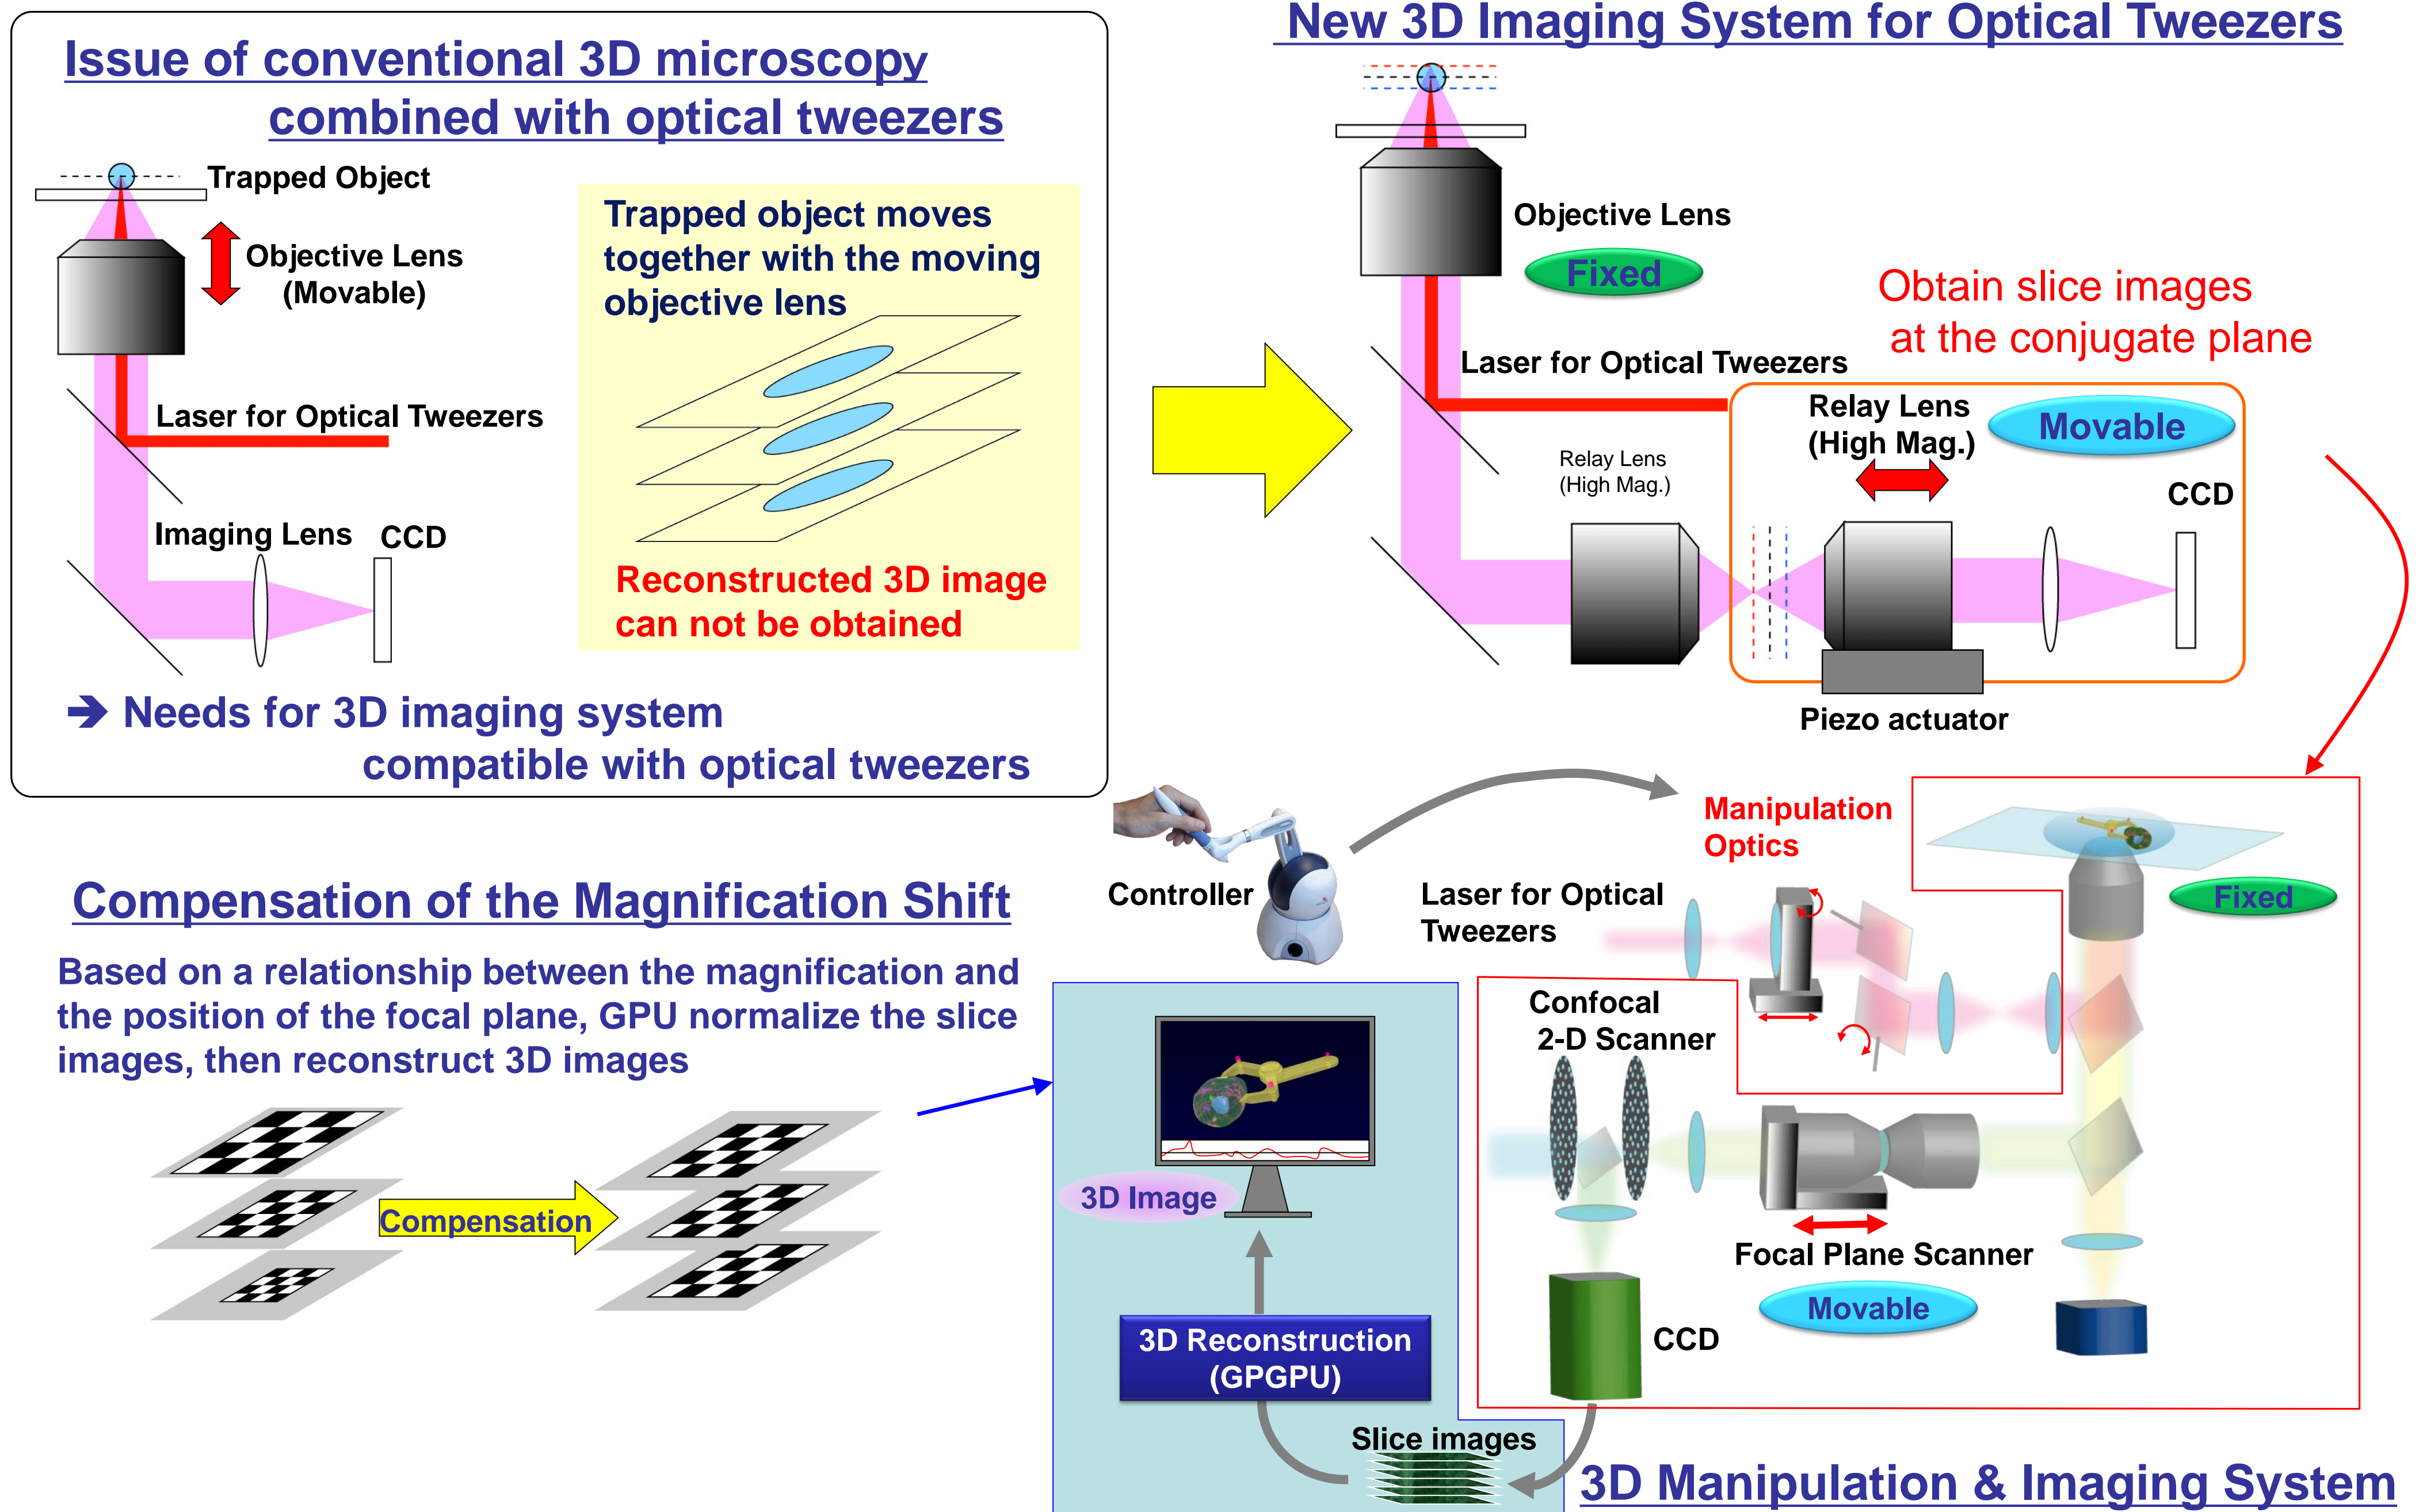 Issue of conventional 3D microscopy
combined with optical tweezers
Trapped Object
Objective Lens
(Movable)
Laser for Optical Tweezers
Imaging Lens
CCD
Trapped object moves
together with the moving
objective lens
Reconstructed 3D image
can not be obtained
➔ Needs for 3D imaging system
compatible with optical tweezers
New 3D Imaging System for Optical Tweezers
Objective Lens
Fixed
Obtain slice images
at the conjugate plane
Laser for Optical Tweezers
Relay Lens
(High Mag.)
Relay Lens
(High Mag.)
Movable
CCD
Piezo actuator
Compensation of the Magnification Shift
Based on a relationship between the magnification and
the position of the focal plane, GPU normalize the slice
images, then reconstruct 3D images
Compensation
Controller
Manipulation
Optics
Laser for Optical
Tweezers
Fixed
Confocal
2-D Scanner
Focal Plane Scanner
Movable
CCD
3D Image
3D Reconstruction
(GPGPU)
Slice images
3D Manipulation & Imaging System